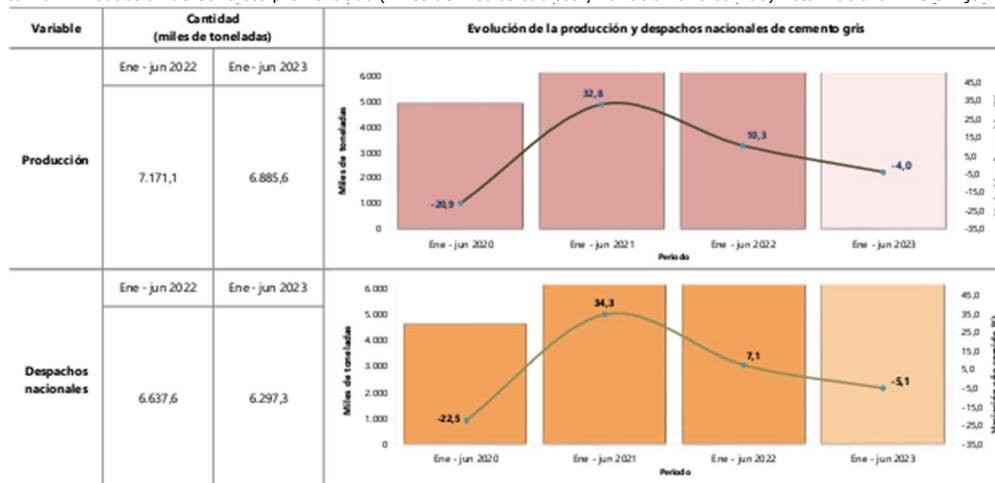 Variable
Cantidad
(miles de toneladas)
Evolución de la producción y despachos nacionales de cemento gris
Ene - jun 2022
Ene - jun 2023
Producción
7.171,1
6.885,6
Miles de toneladas
6.000
5.000
4.000
3.000
2.000
1.000
0
-20,9
32,8
10,3
-4,0
45,0
35,0
25,0
15,0
5,0
-5,0
-15,0
-25,0
-35,0
Ene - jun 2020
Ene - jun 2021
Ene - jun 2022
Ene - jun 2023
Periodo
Ene - jun 2022
Ene - jun 2023
Despachos
nacionales
6.637,6
6.297,3
Miles de toneladas
6.000
5.000
4.000
3.000
2.000
1.000
0
-22,5
34,3
7,1
-5,1
45,0
35,0
25,0
15,0
5,0
-5,0
-15,0
-25,0
-35,0
Ene - jun 2020
Ene - jun 2021
Ene - jun 2022
Ene - jun 2023
Periodo